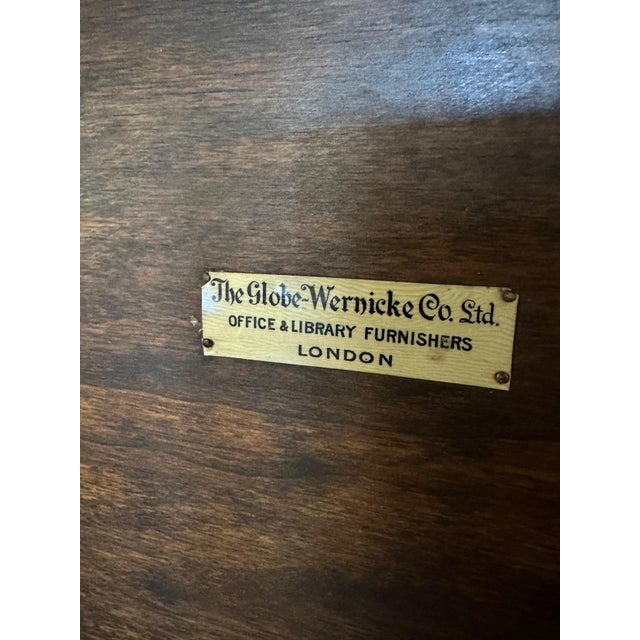 The Globe-Wernicke Co. Ltd.
OFFICE & LIBRARY FURNISHERS
LONDON